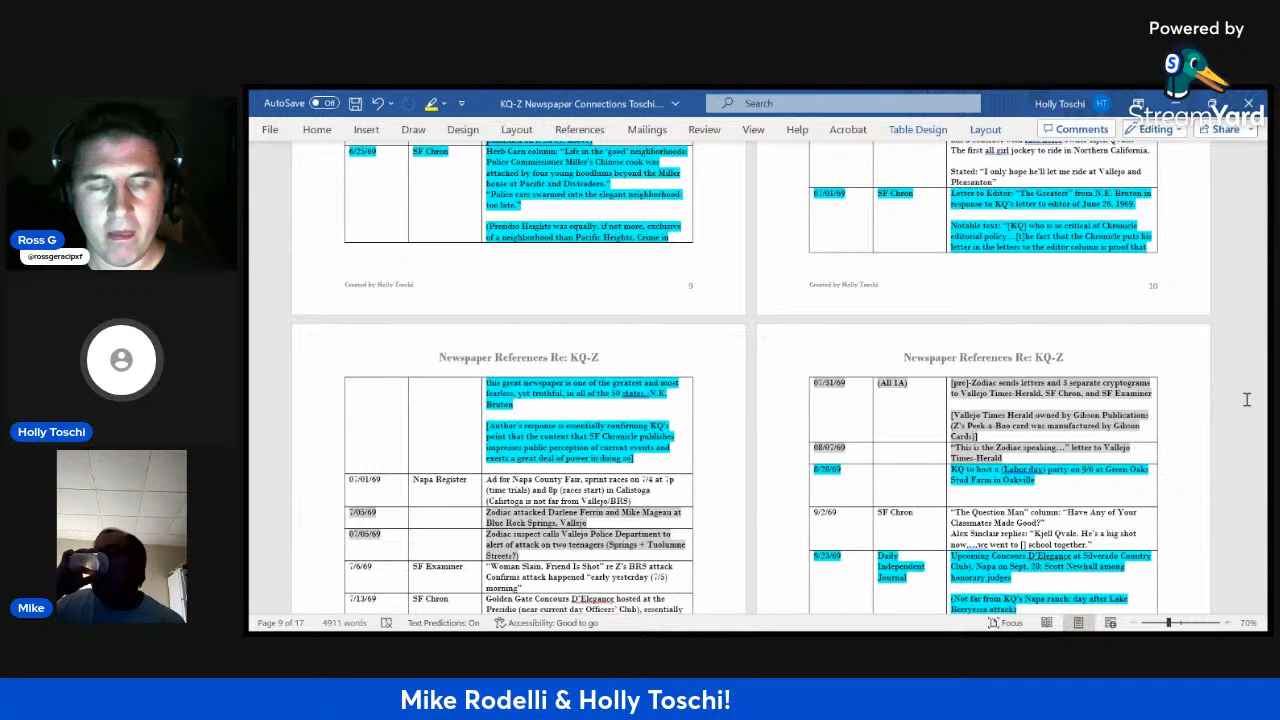 Powered by
StreamYard
AutoSave Off
KQ-Z Newspaper Connections Toschi....
Search
Holly Toschi
HT
File Home Insert Draw Design Layout References Mailings Review View Help Acrobat Table Design Layout
Comments
Editing
Share
6/25/69
SF Chron
Herb Caen column: "Life in the 'good' neighborhoods:
Police Commissioner Miller's Chinese cook was
attacked by four young hoodlums beyond the Miller
house at Pacific and Divisadero."
"Police cars swarmed into the elegant neighborhood
too late."
(Presidio Heights was equally, if not more, exclusive
of a neighborhood than Pacific Heights. Crime in
Created by Holly Toschi
9
The first all girl jockey to ride in Northern California.
Stated: "I only hope he'll let me ride at Vallejo and
Pleasanton"
07/01/69
SF Chron
Letter to Editor: "The Greatest" from N.E. Bruton in
response to KQ's letter to editor of June 26, 1969.
Notable text: "[KQ] who is so critical of Chronicle
editorial policy…[t]he fact that the Chronicle puts his
letter in the letters to the editor column is proof that
Created by Holly Toschi
10
Newspaper References Re: KQ-Z
this great newspaper is one of the greatest and most
fearless, yet truthful, in all of the 50 states.-N.E.
Bruton
[Author's response is essentially confirming KQ's
point that the content that SF Chronicle publishes
impresses public perception of current events and
exerts a great deal of power in doing so]
07/01/69
Napa Register
Ad for Napa County Fair, sprint races on 7/4 at 7p
(time trials) and 8p (races start) in Calistoga
(Calistoga is not far from Vallejo/BRS)
7/05/69
Zodiac attacked Darlene Ferrin and Mike Mageau at
Blue Rock Springs, Vallejo
07/05/69
Zodiac suspect calls Vallejo Police Department to
alert of attack on two teenagers (Springs + Tuolumne
Streets?)
7/6/69
SF Examiner
"Woman Slain, Friend Is Shot" re Z's BRS attack
Confirms attack happened "early yesterday (7/5)
morning"
7/13/69
SF Chron
Golden Gate Concours D'Elegance hosted at the
Presidio (near current day Officers' Club), essentially
Newspaper References Re: KQ-Z
07/31/69
(All 1A)
[pre]-Zodiac sends letters and 3 separate cryptograms
to Vallejo Times-Herald, SF Chron, and SF Examiner
[Vallejo Times Herald owned by Gibson Publications
(Z's Peek-a-Boo card was manufactured by Gibson
Cards)]
08/07/69
"This is the Zodiac speaking…" letter to Vallejo
Times-Herald
8/28/69
KQ to host a (Labor day) party on 9/6 at Green Oaks
Stud Farm in Oakville
9/2/69
SF Chron
"The Question Man" column: "Have Any of Your
Classmates Made Good?"
Alex Sinclair replies: "Kjell Qvale. He's a big shot
now….we went to [] school together."
9/23/69
Daily
Independent
Journal
Upcoming Concours D'Elegance at Silverado Country
Club), Napa on Sept. 28; Scott Newhall among
honorary judges
(Not far from KQ's Napa ranch; day after Lake
Berryessa attack)
Page 9 of 17 4911 words Text Predictions: On Accessibility: Good to go
Focus
70%
Ross G
@rossgeracipxf
Holly Toschi
Mike
Mike Rodelli & Holly Toschi!